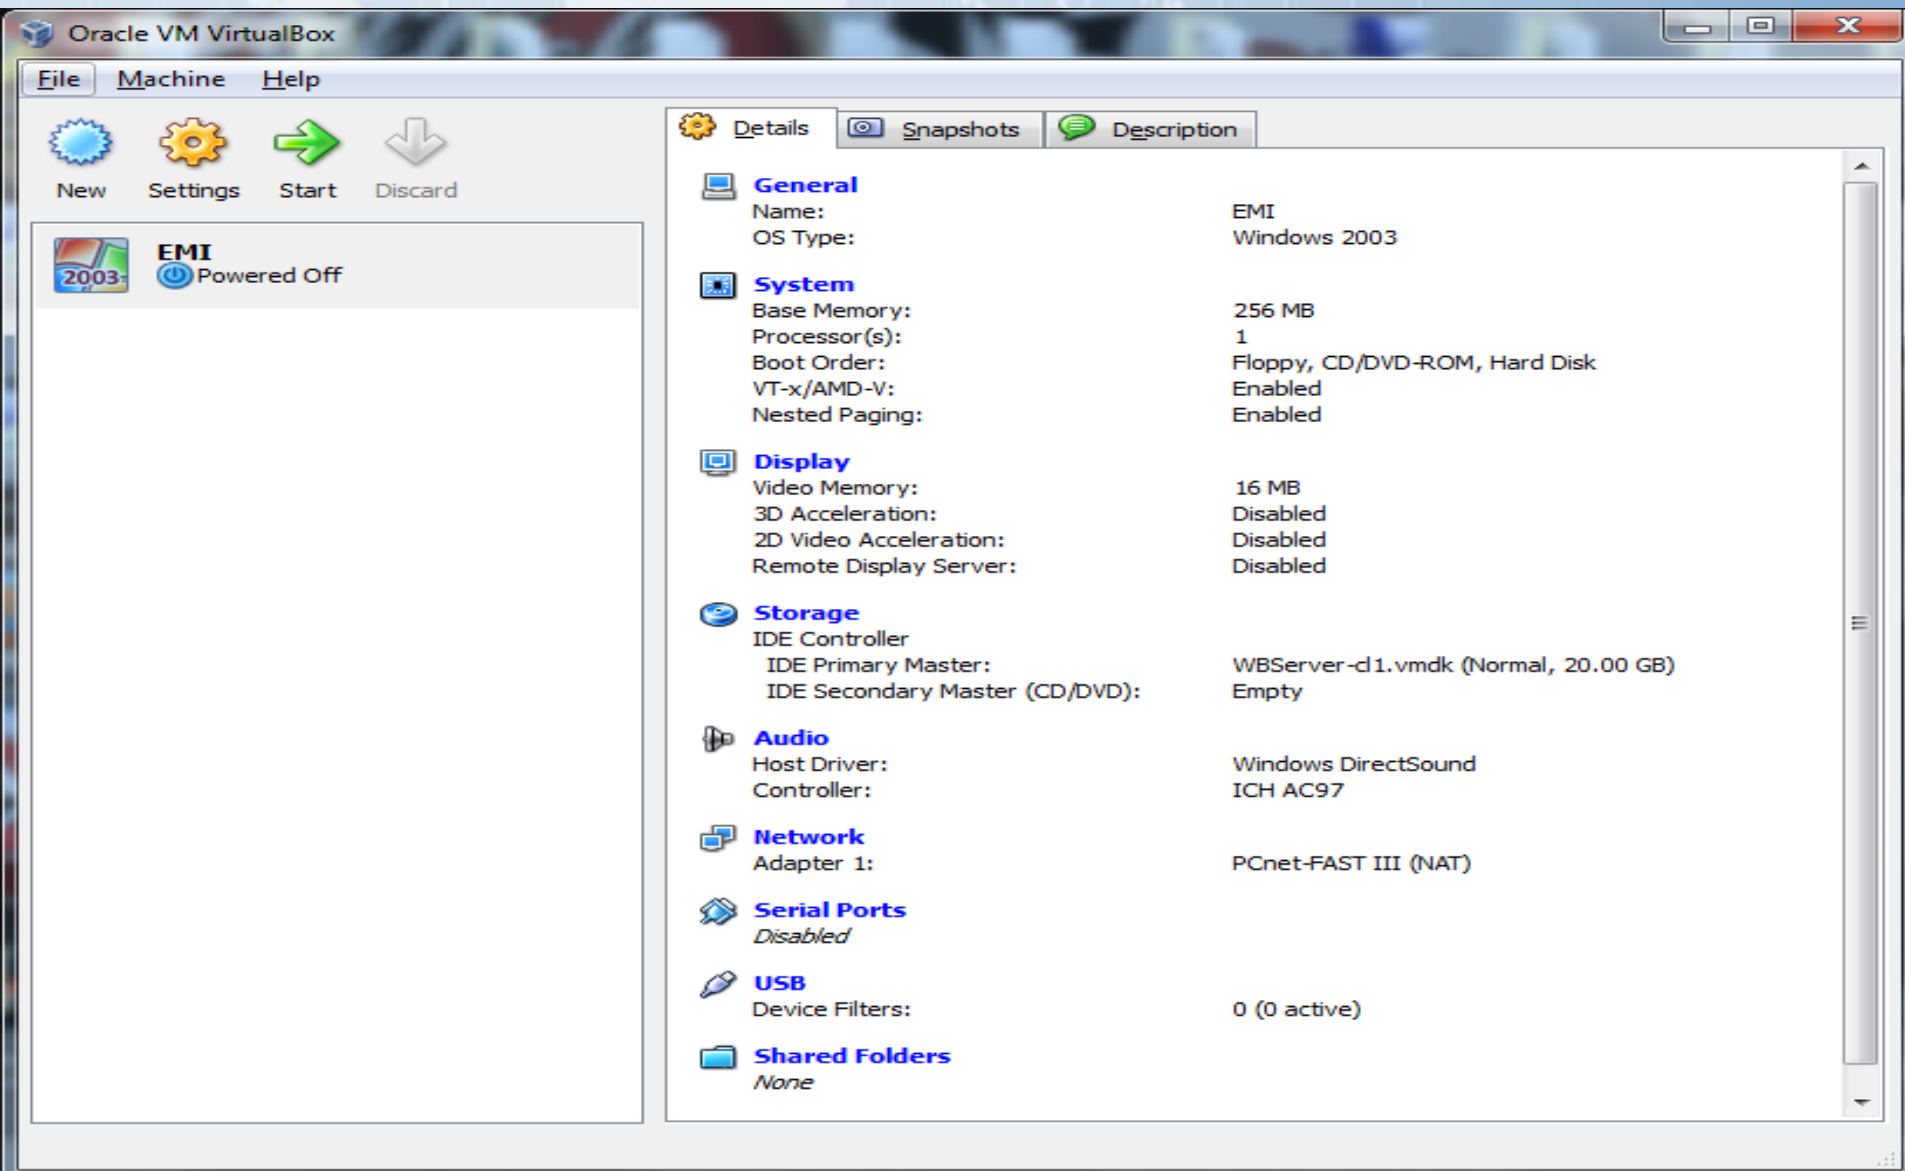 Oracle VM VirtualBox
File Machine Help
New Settings Start Discard
EMI
2003
Powered Off
Details Snapshots Description
General
Name: EMI
OS Type: Windows 2003
System
Base Memory: 256 MB
Processor(s): 1
Boot Order: Floppy, CD/DVD-ROM, Hard Disk
VT-x/AMD-V: Enabled
Nested Paging: Enabled
Display
Video Memory: 16 MB
3D Acceleration: Disabled
2D Video Acceleration: Disabled
Remote Display Server: Disabled
Storage
IDE Controller
IDE Primary Master: WBServer-cl1.vmdk (Normal, 20.00 GB)
IDE Secondary Master (CD/DVD): Empty
Audio
Host Driver: Windows DirectSound
Controller: ICH AC97
Network
Adapter 1: PCnet-FAST III (NAT)
Serial Ports
Disabled
USB
Device Filters: 0 (0 active)
Shared Folders
None